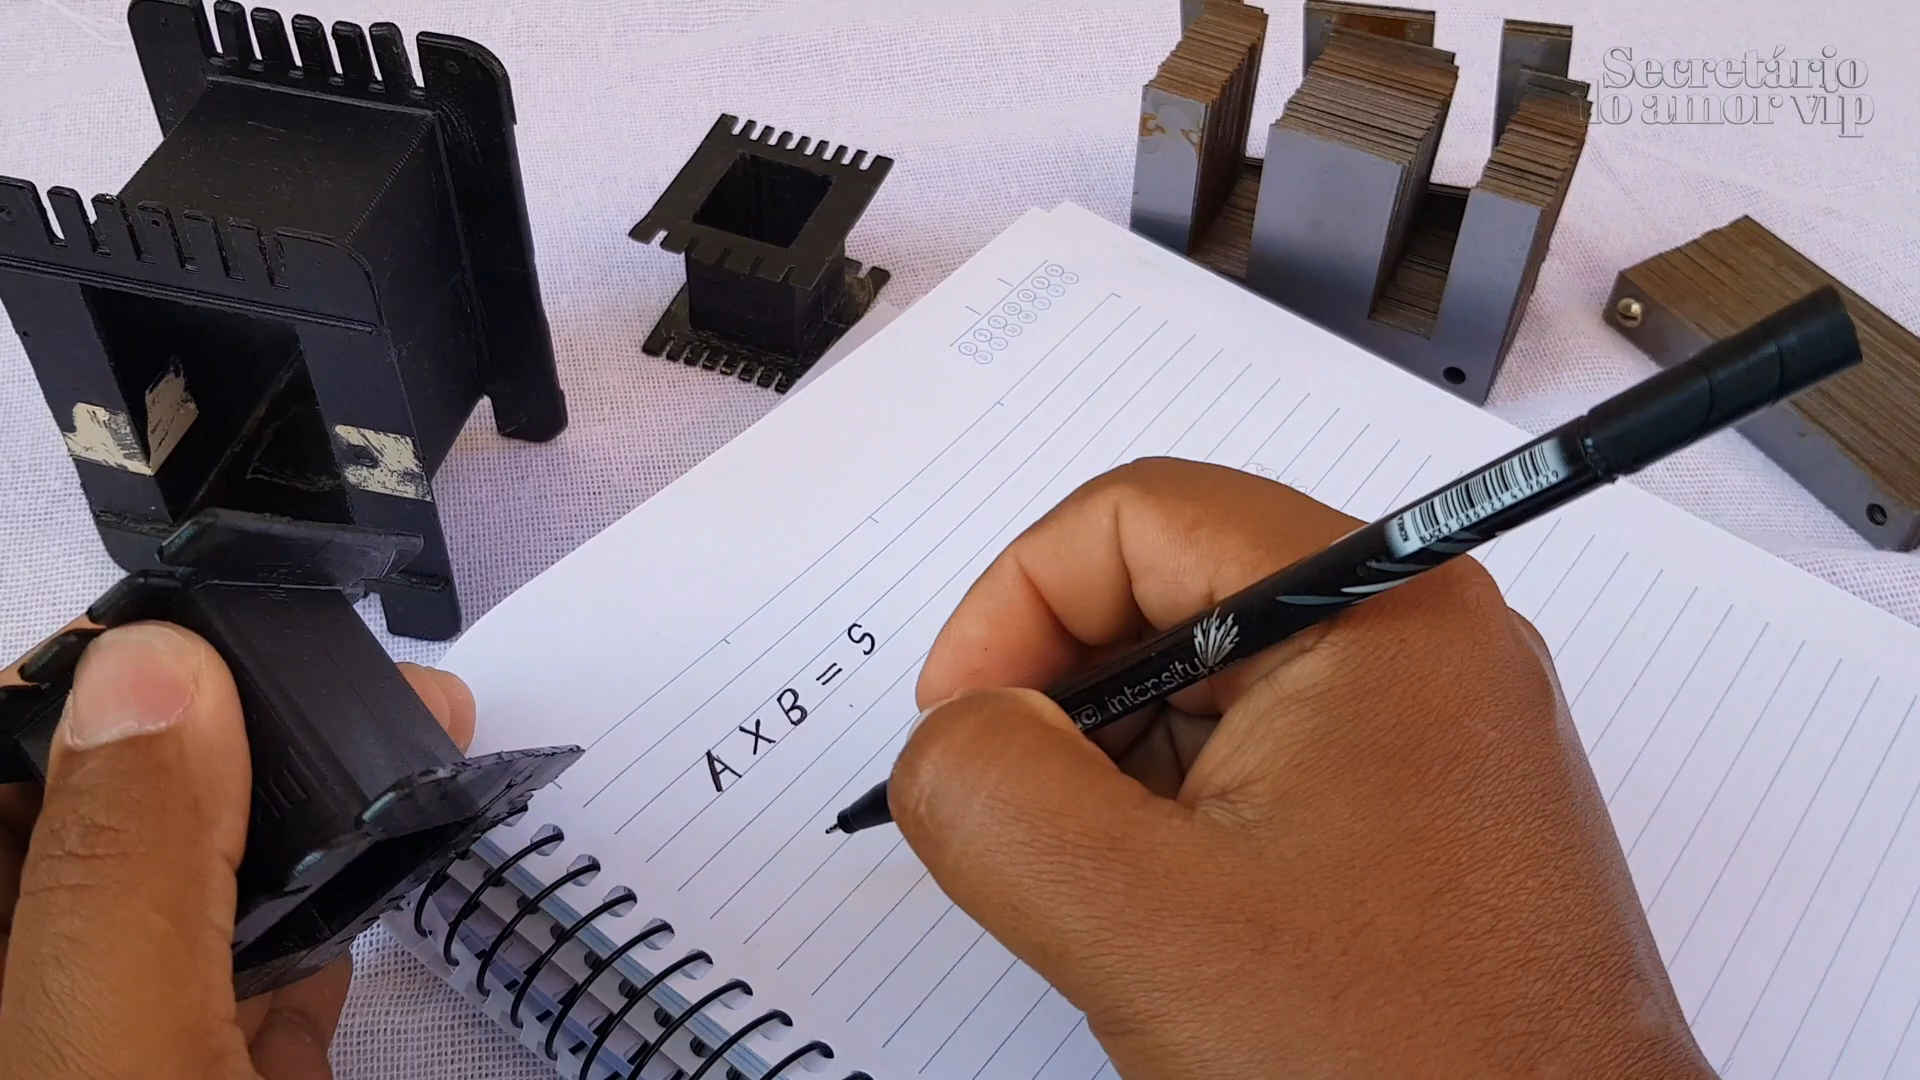 Secretário
do amor vip
A x B = S
intensity